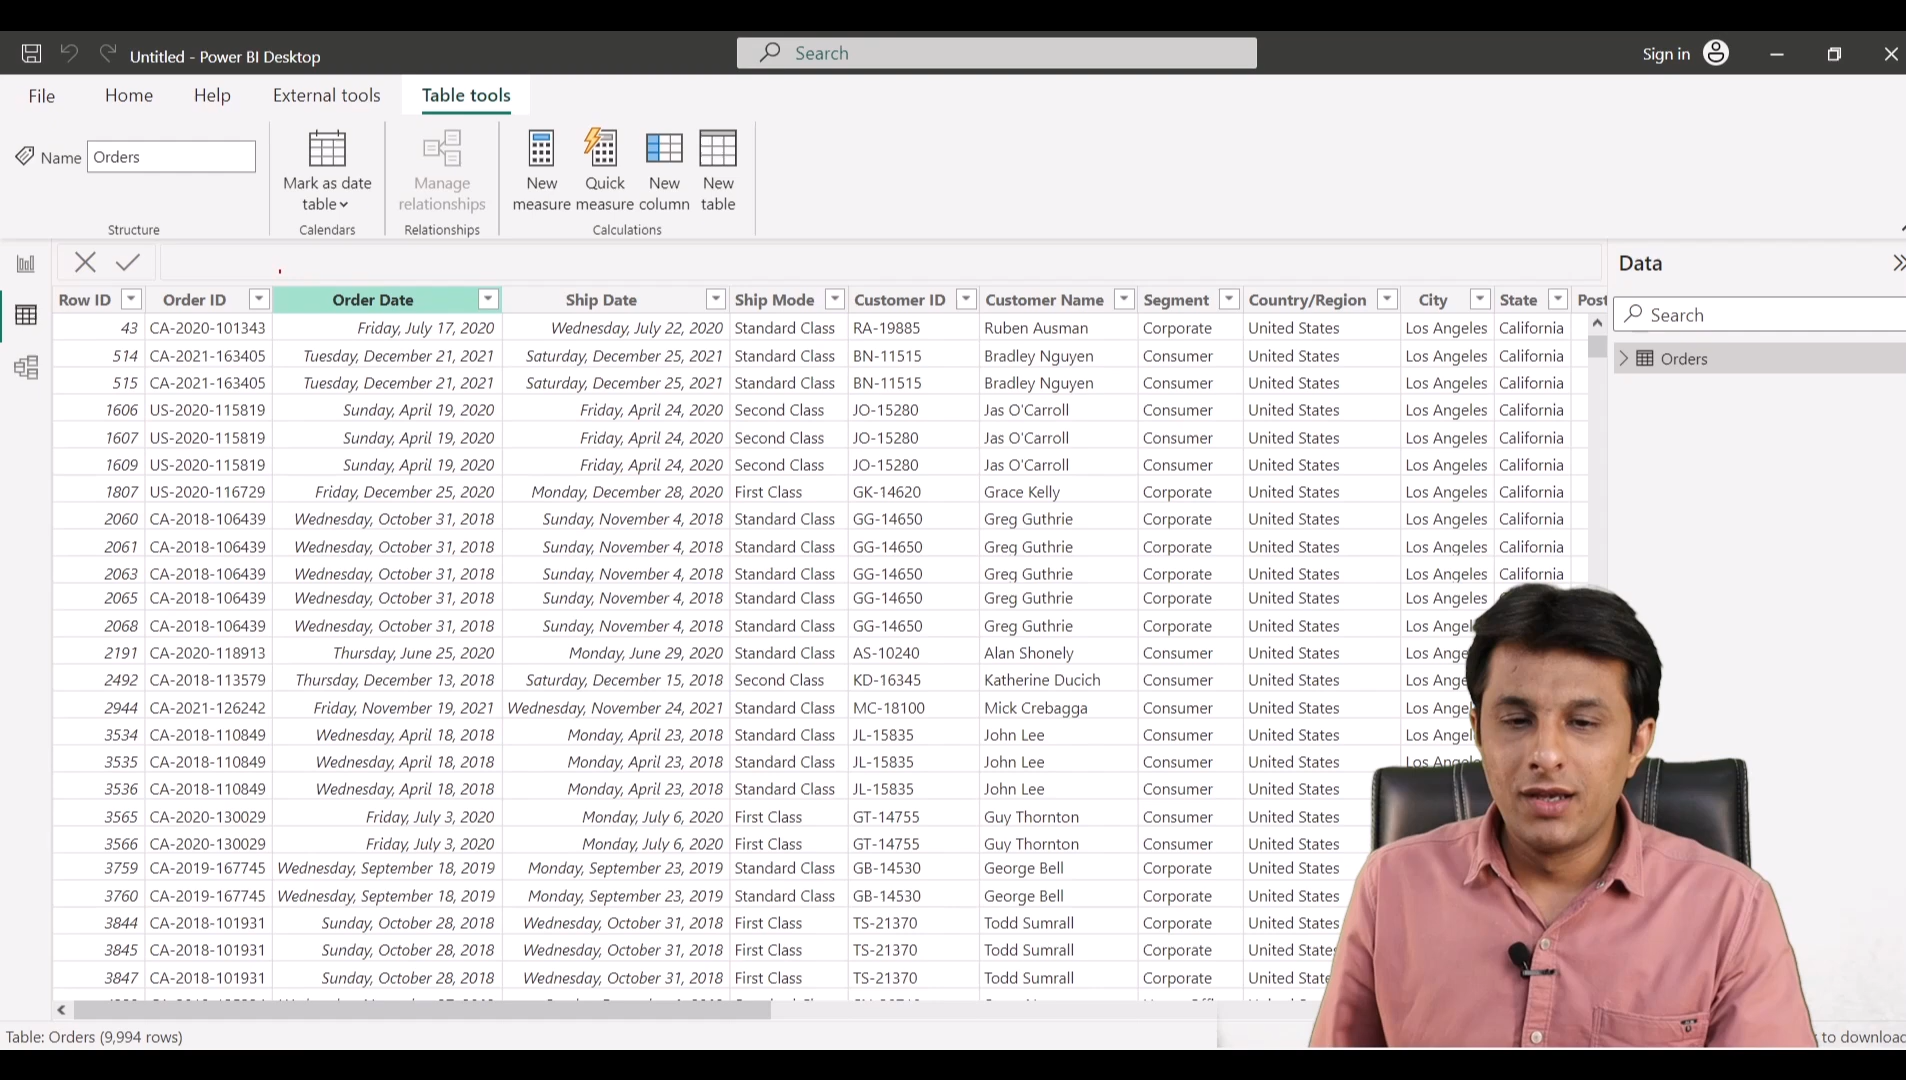 Untitled - Power BI Desktop
Search
Sign in
File Home Help External tools Table tools
Name Orders
Mark as date table
Manage relationships
New measure
Quick measure
New column
New table
Structure Calendars Relationships Calculations
Data
Search
Orders
Row ID Order ID Order Date Ship Date Ship Mode Customer ID Customer Name Segment Country/Region City State Post
43 CA-2020-101343 Friday, July 17, 2020 Wednesday, July 22, 2020 Standard Class RA-19885 Ruben Ausman Corporate United States Los Angeles California
514 CA-2021-163405 Tuesday, December 21, 2021 Saturday, December 25, 2021 Standard Class BN-11515 Bradley Nguyen Consumer United States Los Angeles California
515 CA-2021-163405 Tuesday, December 21, 2021 Saturday, December 25, 2021 Standard Class BN-11515 Bradley Nguyen Consumer United States Los Angeles California
1606 US-2020-115819 Sunday, April 19, 2020 Friday, April 24, 2020 Second Class JO-15280 Jas O'Carroll Consumer United States Los Angeles California
1607 US-2020-115819 Sunday, April 19, 2020 Friday, April 24, 2020 Second Class JO-15280 Jas O'Carroll Consumer United States Los Angeles California
1609 US-2020-115819 Sunday, April 19, 2020 Friday, April 24, 2020 Second Class JO-15280 Jas O'Carroll Consumer United States Los Angeles California
1807 US-2020-116729 Friday, December 25, 2020 Monday, December 28, 2020 First Class GK-14620 Grace Kelly Corporate United States Los Angeles California
2060 CA-2018-106439 Wednesday, October 31, 2018 Sunday, November 4, 2018 Standard Class GG-14650 Greg Guthrie Corporate United States Los Angeles California
2061 CA-2018-106439 Wednesday, October 31, 2018 Sunday, November 4, 2018 Standard Class GG-14650 Greg Guthrie Corporate United States Los Angeles California
2063 CA-2018-106439 Wednesday, October 31, 2018 Sunday, November 4, 2018 Standard Class GG-14650 Greg Guthrie Corporate United States Los Angeles California
2065 CA-2018-106439 Wednesday, October 31, 2018 Sunday, November 4, 2018 Standard Class GG-14650 Greg Guthrie Corporate United States Los Angeles
2068 CA-2018-106439 Wednesday, October 31, 2018 Sunday, November 4, 2018 Standard Class GG-14650 Greg Guthrie Corporate United States Los Angel
2191 CA-2020-118913 Thursday, June 25, 2020 Monday, June 29, 2020 Standard Class AS-10240 Alan Shonely Consumer United States Los Ange
2492 CA-2018-113579 Thursday, December 13, 2018 Saturday, December 15, 2018 Second Class KD-16345 Katherine Ducich Consumer United States Los Ange
2944 CA-2021-126242 Friday, November 19, 2021 Wednesday, November 24, 2021 Standard Class MC-18100 Mick Crebagga Consumer United States Los Ange
3534 CA-2018-110849 Wednesday, April 18, 2018 Monday, April 23, 2018 Standard Class JL-15835 John Lee Consumer United States Los Angel
3535 CA-2018-110849 Wednesday, April 18, 2018 Monday, April 23, 2018 Standard Class JL-15835 John Lee Consumer United States Los Angele
3536 CA-2018-110849 Wednesday, April 18, 2018 Monday, April 23, 2018 Standard Class JL-15835 John Lee Consumer United States
3565 CA-2020-130029 Friday, July 3, 2020 Monday, July 6, 2020 First Class GT-14755 Guy Thornton Consumer United States
3566 CA-2020-130029 Friday, July 3, 2020 Monday, July 6, 2020 First Class GT-14755 Guy Thornton Consumer United States
3759 CA-2019-167745 Wednesday, September 18, 2019 Monday, September 23, 2019 Standard Class GB-14530 George Bell Corporate United States
3760 CA-2019-167745 Wednesday, September 18, 2019 Monday, September 23, 2019 Standard Class GB-14530 George Bell Corporate United States
3844 CA-2018-101931 Sunday, October 28, 2018 Wednesday, October 31, 2018 First Class TS-21370 Todd Sumrall Corporate United States
3845 CA-2018-101931 Sunday, October 28, 2018 Wednesday, October 31, 2018 First Class TS-21370 Todd Sumrall Corporate United States
3847 CA-2018-101931 Sunday, October 28, 2018 Wednesday, October 31, 2018 First Class TS-21370 Todd Sumrall Corporate United State
Table: Orders (9,994 rows)
to download